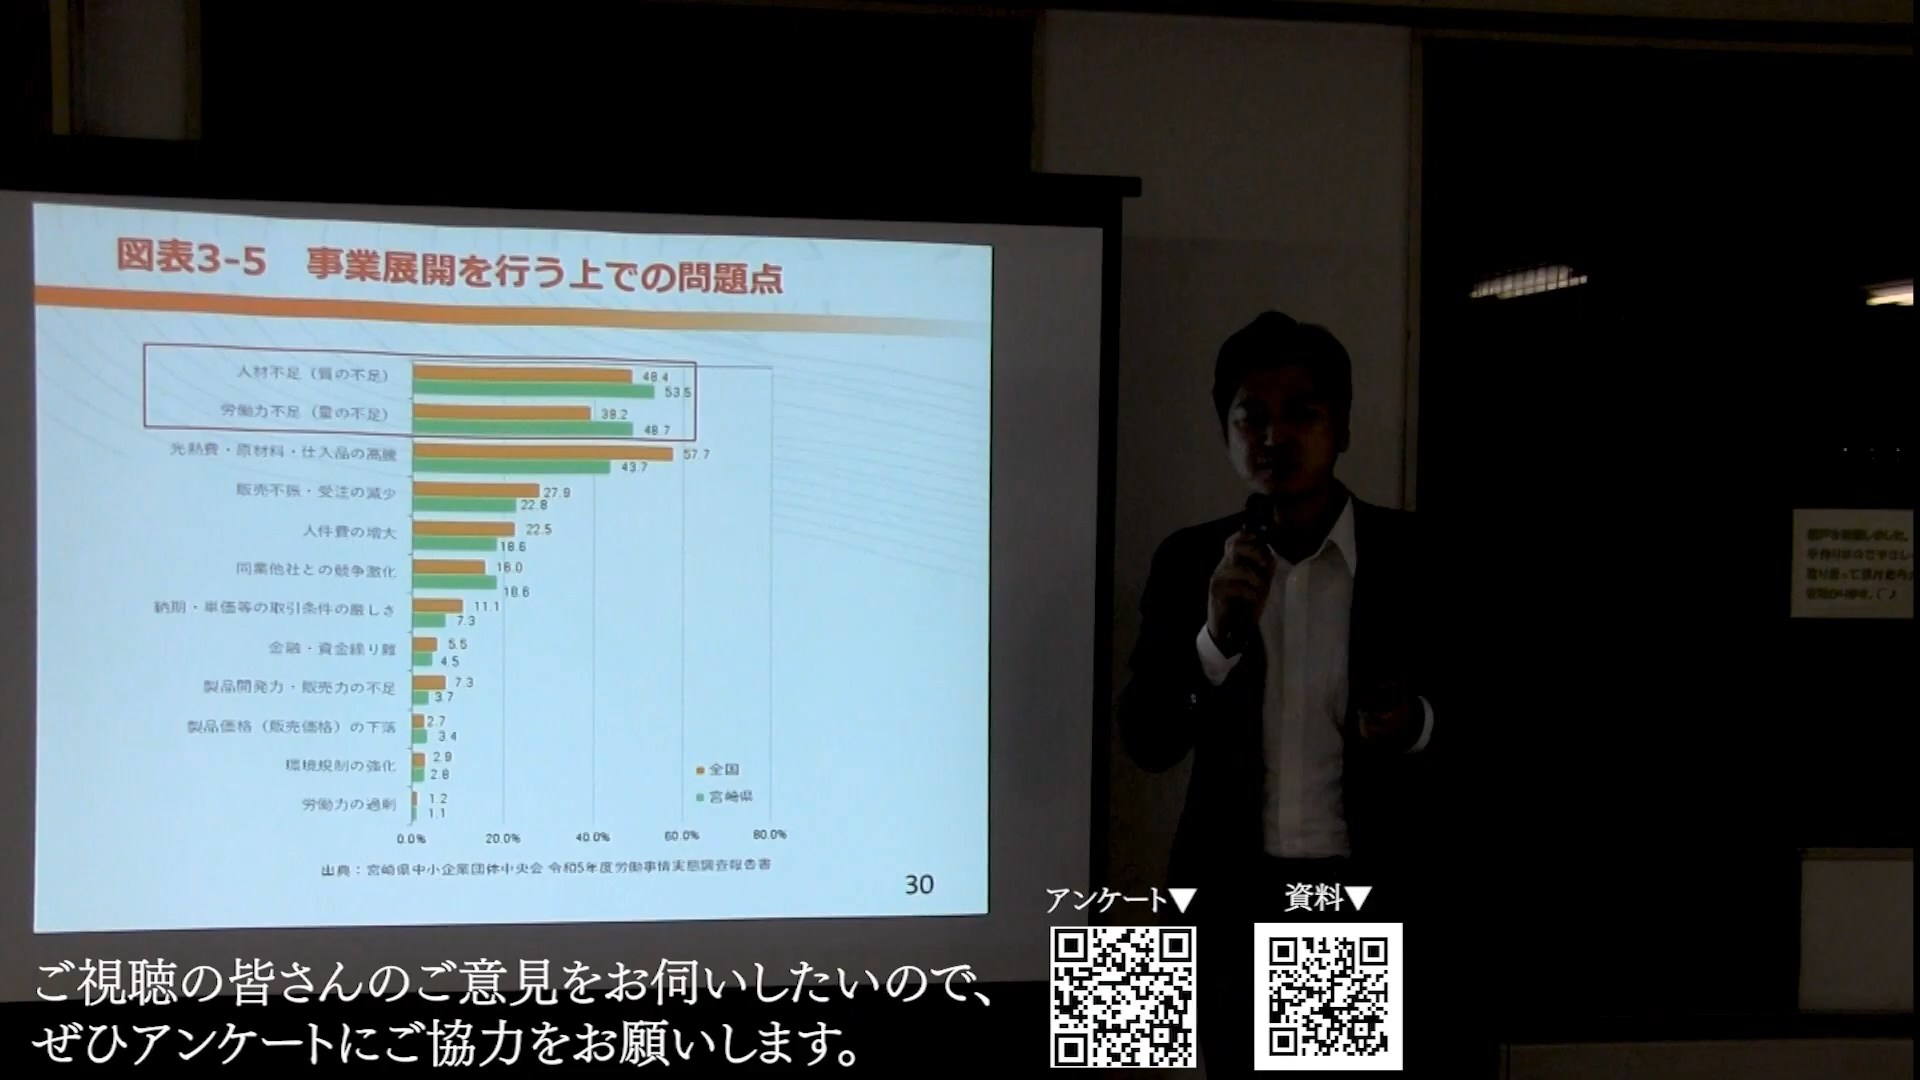 図表3-5　事業展開を行う上での問題点
人材不足（質の不足） 48.4 53.5
労働力不足（量の不足） 39.2 48.7
光熱費・原材料・仕入品の高騰 57.7 43.7
販売不振・受注の減少 27.9 22.8
人件費の増大 22.5 18.6
同業他社との競争激化 16.0 18.6
納期・単価等の取引条件の厳しさ 11.1 7.3
金融・資金繰り難 5.5 4.5
製品開発力・販売力の不足 7.3 3.7
製品価格（販売価格）の下落 2.7 3.4
環境規制の強化 2.9 2.8
労働力の過剰 1.2 1.1
全国
宮崎県
0.0% 20.0% 40.0% 60.0% 80.0%
出典：宮崎県中小企業団体中央会 令和5年度労働事情実態調査報告書
30
アンケート▼
資料▼
ご視聴の皆さんのご意見をお伺いしたいので、
ぜひアンケートにご協力をお願いします。